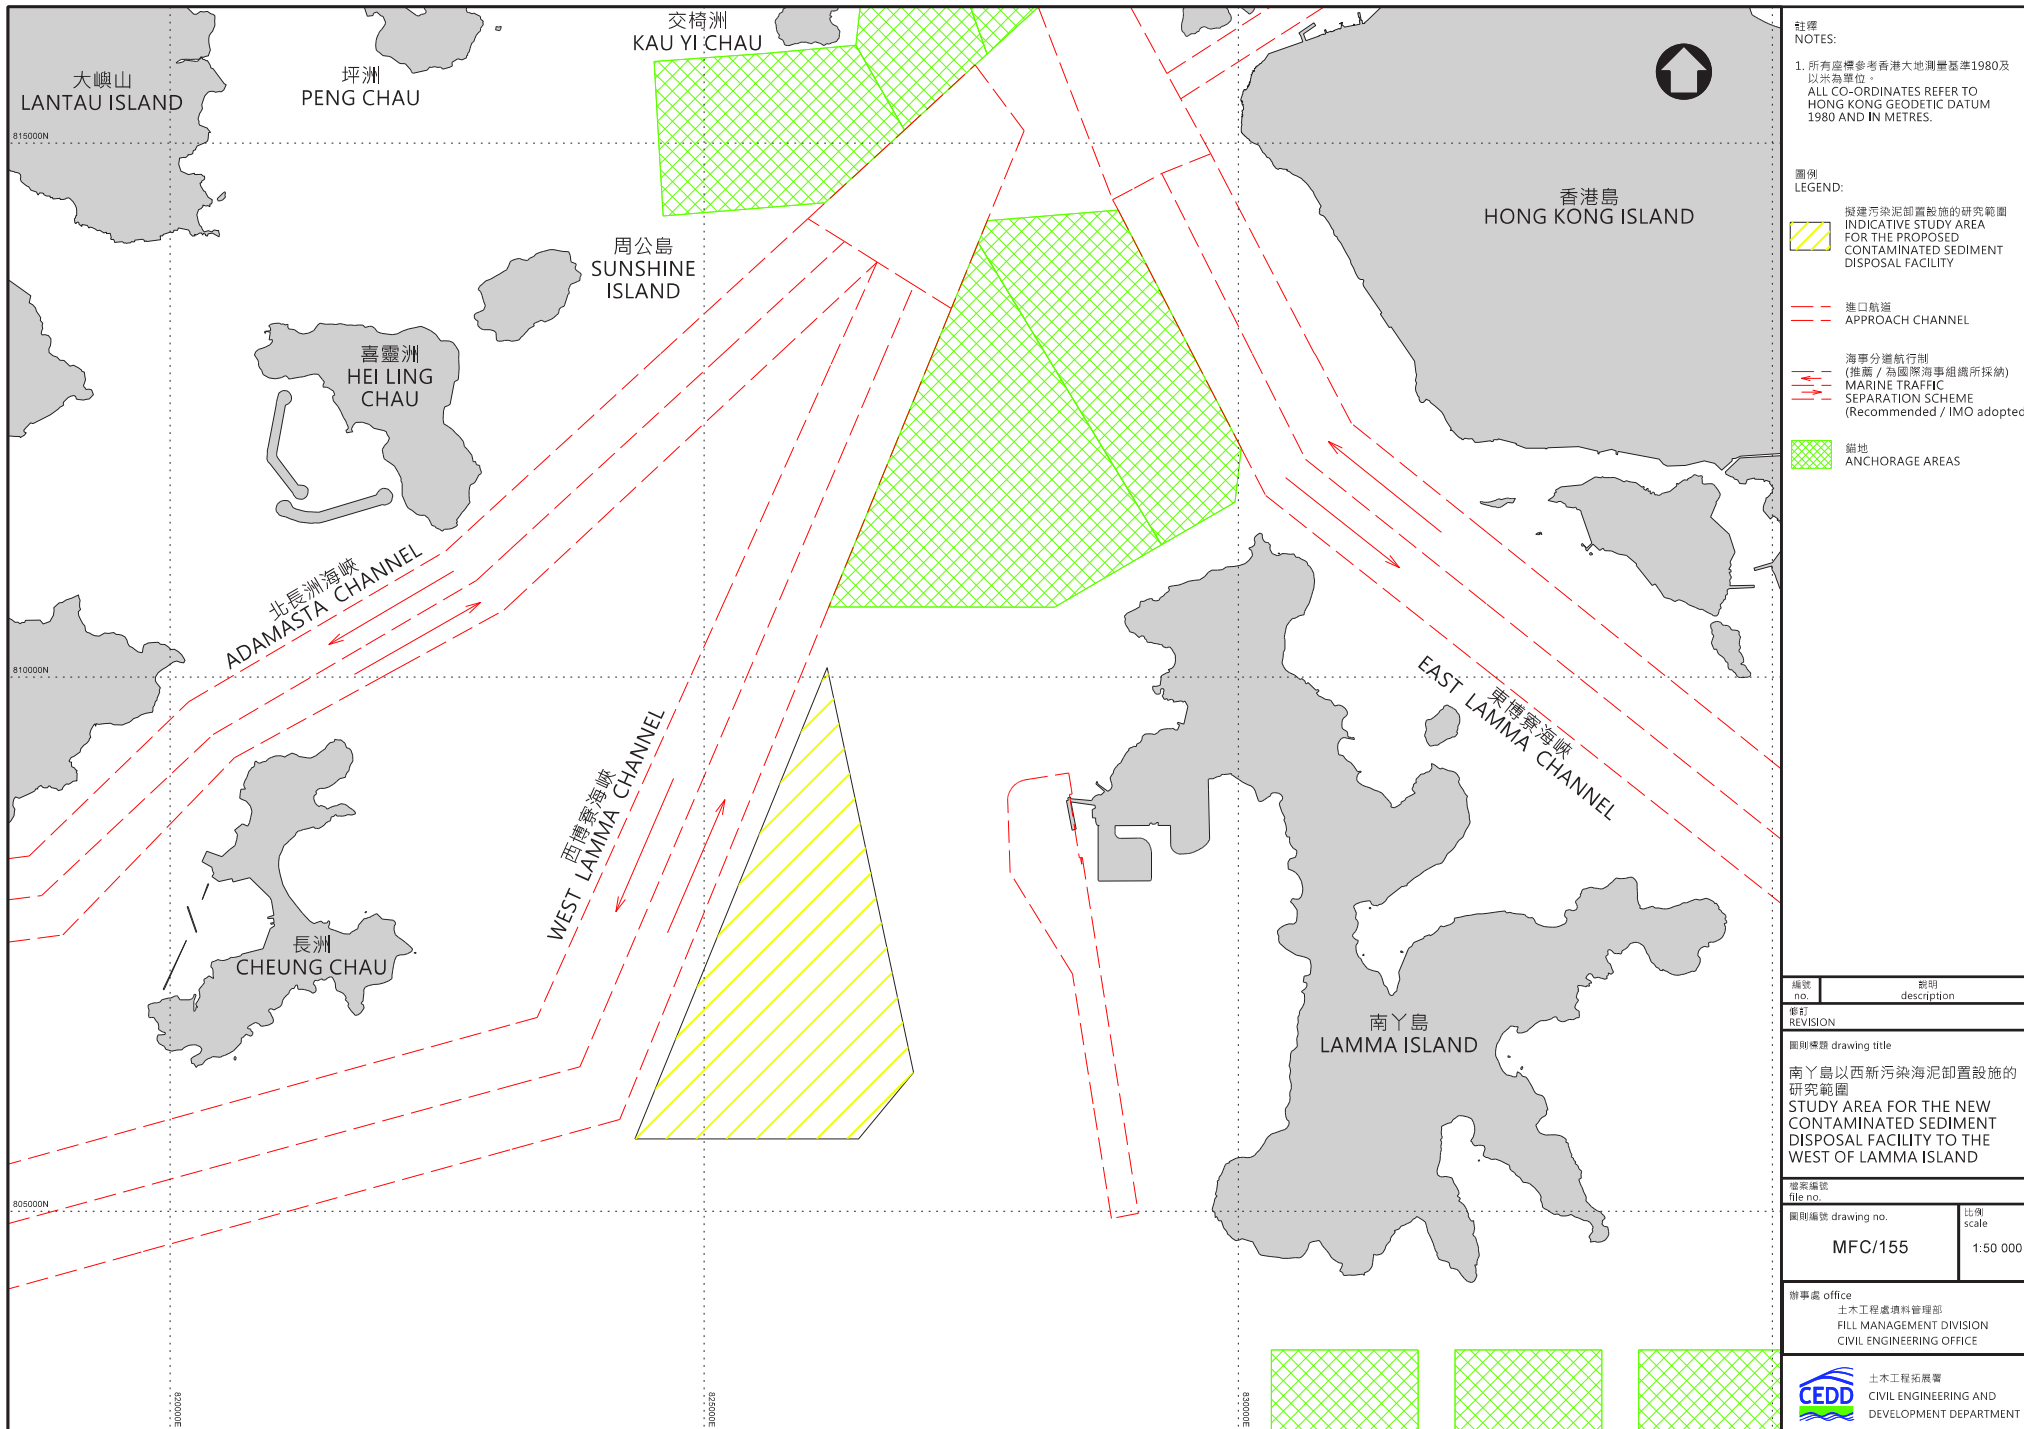 交椅洲
KAU YI CHAU
大嶼山
LANTAU ISLAND
坪洲
PENG CHAU
815000N
香港島
HONG KONG ISLAND
周公島
SUNSHINE
ISLAND
喜靈洲
HEI LING
CHAU
北長洲海峽
ADAMASTA CHANNEL
810000N
東博寮海峽
EAST LAMMA CHANNEL
西博寮海峽
WEST LAMMA CHANNEL
長洲
CHEUNG CHAU
南丫島
LAMMA ISLAND
805000N
820000E
825000E
830000E
註釋
NOTES:
1. 所有座標參考香港大地測量基準1980及
以米為單位。
ALL CO-ORDINATES REFER TO
HONG KONG GEODETIC DATUM
1980 AND IN METRES.
圖例
LEGEND:
擬建污染泥卸置設施的研究範圍
INDICATIVE STUDY AREA
FOR THE PROPOSED
CONTAMINATED SEDIMENT
DISPOSAL FACILITY
進口航道
APPROACH CHANNEL
海事分道航行制
(推薦 / 為國際海事組織所採納)
MARINE TRAFFIC
SEPARATION SCHEME
(Recommended / IMO adopted
錨地
ANCHORAGE AREAS
編號
no.
說明
description
修訂
REVISION
圖則標題 drawing title
南丫島以西新污染海泥卸置設施的
研究範圍
STUDY AREA FOR THE NEW
CONTAMINATED SEDIMENT
DISPOSAL FACILITY TO THE
WEST OF LAMMA ISLAND
檔案編號
file no.
圖則編號 drawing no.
MFC/155
比例
scale
1:50 000
辦事處 office
土木工程處填料管理部
FILL MANAGEMENT DIVISION
CIVIL ENGINEERING OFFICE
CEDD
土木工程拓展署
CIVIL ENGINEERING AND
DEVELOPMENT DEPARTMENT